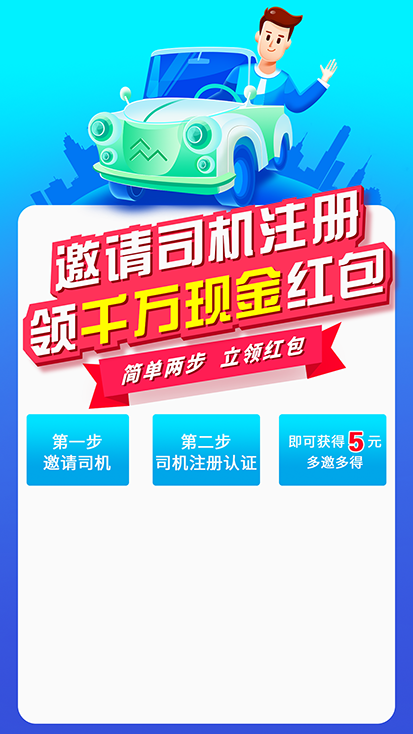 邀请司机注册
领千万现金红包
简单两步 立领红包
第一步
邀请司机
第二步
司机注册认证
即可获得5元
多邀多得